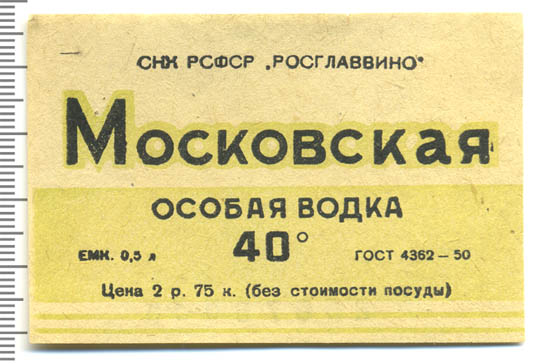 СНХ РСФСР „РОСГЛАВВИНО"
МОСКОВСКАЯ
ОСОБАЯ ВОДКА
ЕМК. 0,5 л 40° ГОСТ 4362-50
Цена 2 р. 75 к. (без стоимости посуды)